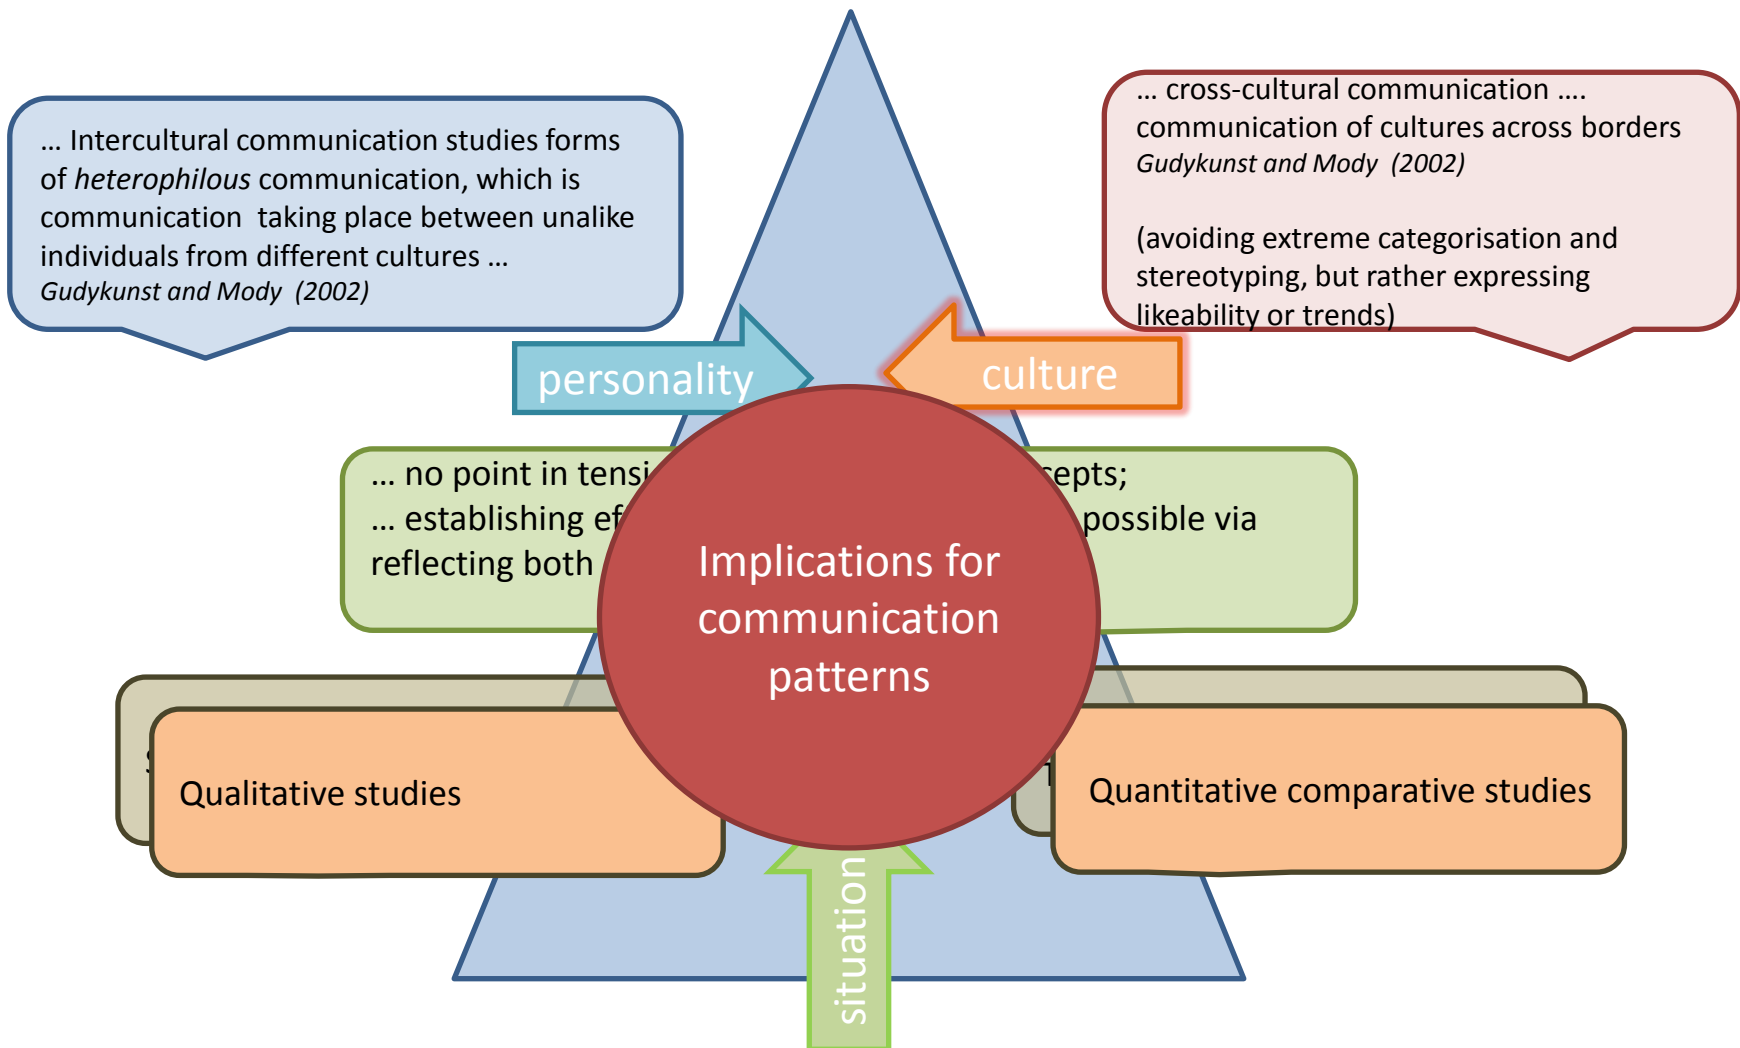 … Intercultural communication studies forms
of heterophilous communication, which is
communication taking place between unalike
individuals from different cultures …
Gudykunst and Mody (2002)
… cross-cultural communication ….
communication of cultures across borders
Gudykunst and Mody (2002)
(avoiding extreme categorisation and
stereotyping, but rather expressing
likeability or trends)
personality
culture
… no point in
… establishing
reflecting both
possible via
Implications for
communication
patterns
Qualitative studies
Quantitative comparative studies
situation